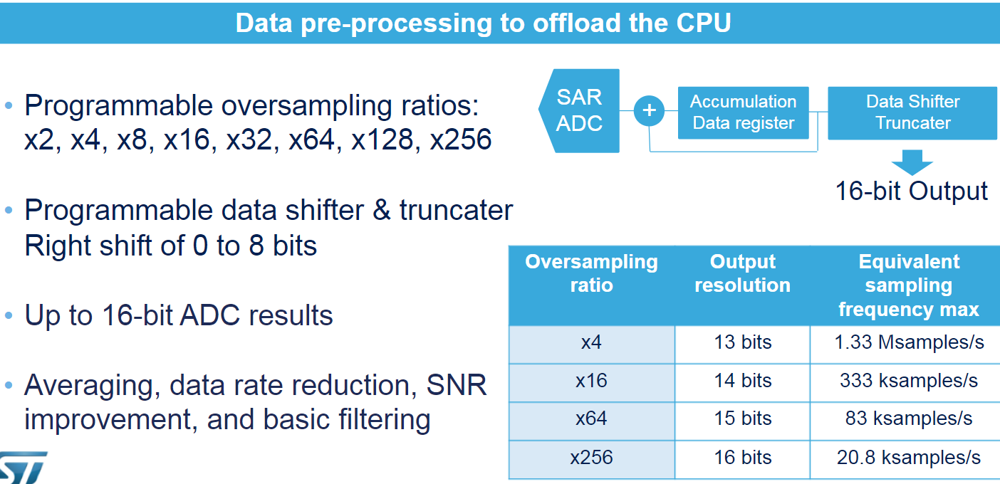 Data pre-processing to offload the CPU
• Programmable oversampling ratios:
x2, x4, x8, x16, x32, x64, x128, x256
• Programmable data shifter & truncater
Right shift of 0 to 8 bits
• Up to 16-bit ADC results
• Averaging, data rate reduction, SNR
improvement, and basic filtering
SAR
ADC
+
Accumulation
Data register
Data Shifter
Truncater
16-bit Output
Oversampling
ratio
Output
resolution
Equivalent
sampling
frequency max
x4 13 bits 1.33 Msamples/s
x16 14 bits 333 ksamples/s
x64 15 bits 83 ksamples/s
x256 16 bits 20.8 ksamples/s
ST